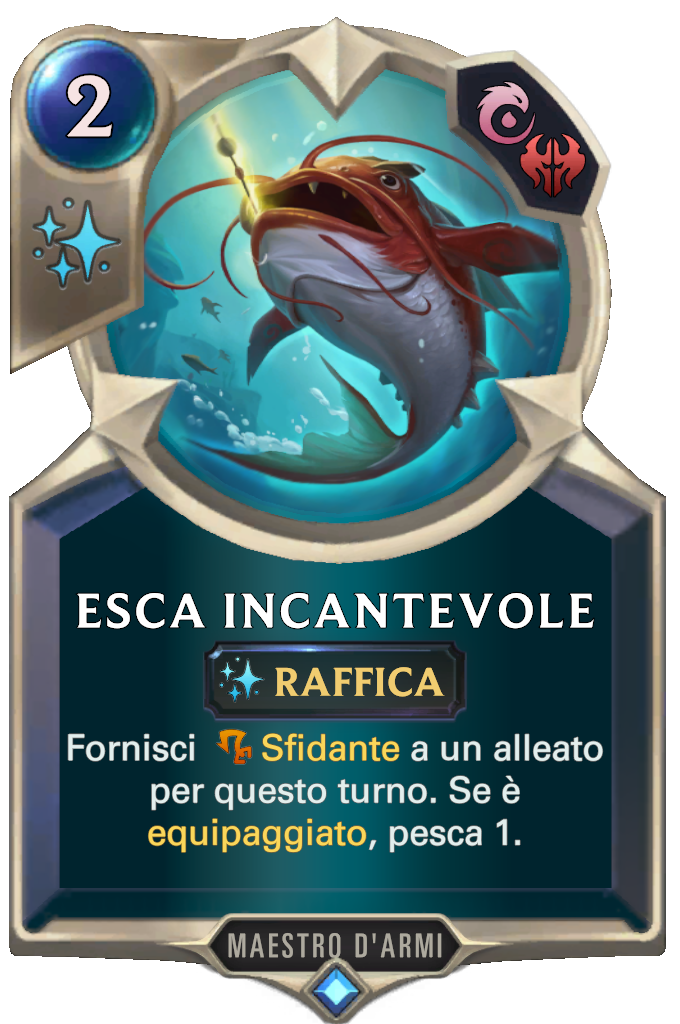 2
ESCA INCANTEVOLE
RAFFICA
Fornisci Sfidante a un alleato
per questo turno. Se è
equipaggiato, pesca 1.
MAESTRO D'ARMI